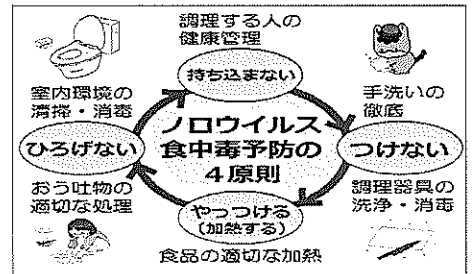 調理する人の
健康管理
持ち込まない
室内環境の
清掃・消毒
手洗いの
徹底
ノロウイルス
食中毒予防の
４原則
ひろげない
つけない
おう吐物の
適切な処理
調理器具の
洗浄・消毒
やっつける
(加熱する)
食品の適切な加熱